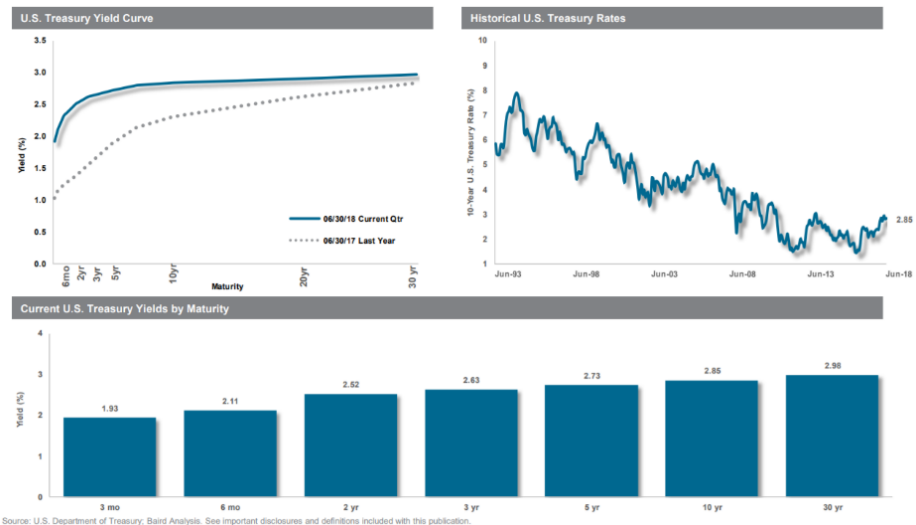 U.S. Treasury Yield Curve
3.5
3.0
2.5
2.0
1.5
1.0
0.5
0.0
Yield (%)
06/30/18 Current Qtr
06/30/17 Last Year
6mo
2yr
3yr
5yr
10yr
20yr
30 yr
Maturity
Historical U.S. Treasury Rates
10
9
8
7
6
5
4
3
2
1
10-Year U.S. Treasury Rate (%)
2.85
Jun-93
Jun-98
Jun-03
Jun-08
Jun-13
Jun-18
Current U.S. Treasury Yields by Maturity
4
3
2
1
0
Yield (%)
1.93
2.11
2.52
2.63
2.73
2.85
2.98
3 mo
6 mo
2 yr
3 yr
5 yr
10 yr
30 yr
Source: U.S. Department of Treasury; Baird Analysis. See important disclosures and definitions included with this publication.